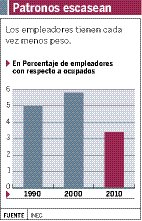 Patronos escasean
Los empleadores tienen cada
vez menos peso.
En Porcentaje de empleadores
con respecto a ocupados
6
5
4
3
2
1
0
1990 2000 2010
FUENTE INEC